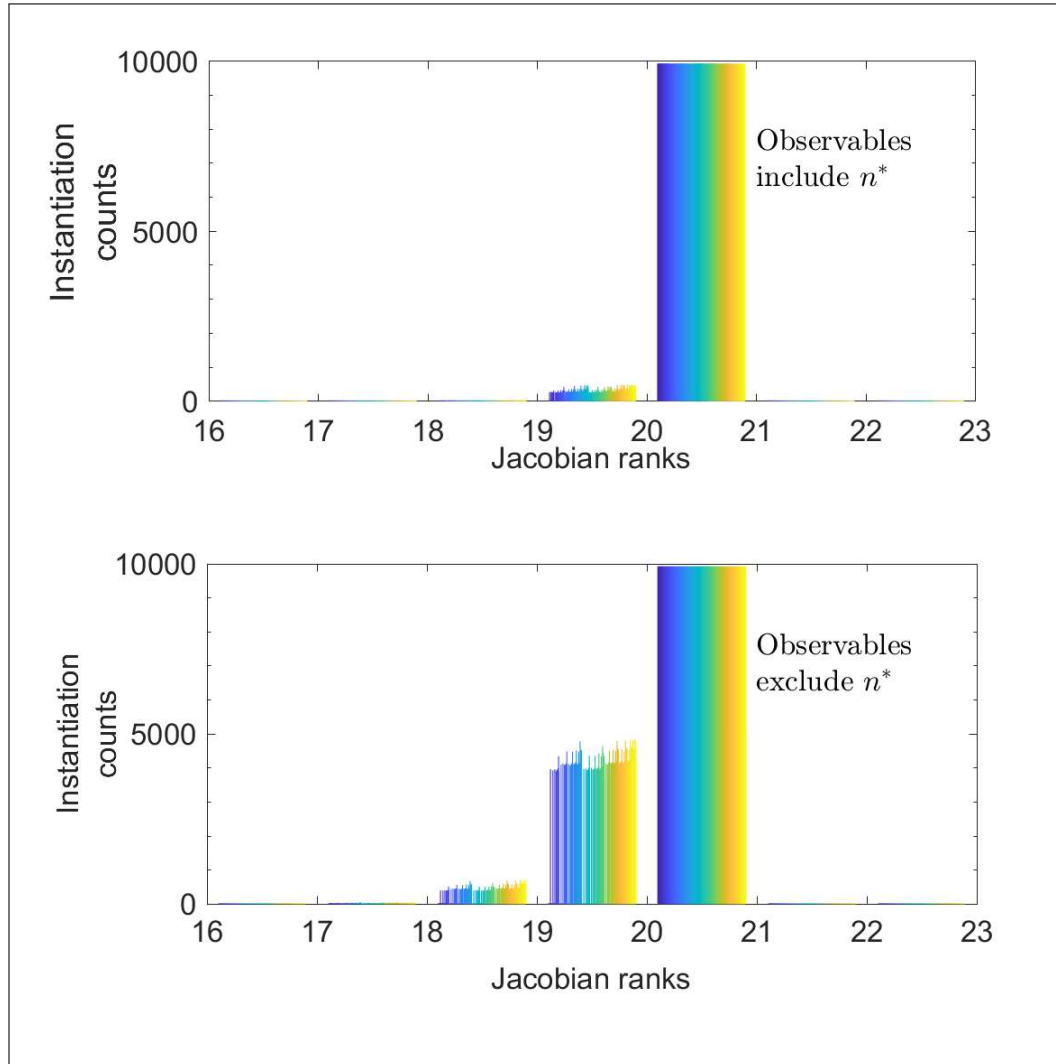 10000
5000
0
Instantiation
counts
Observables
include n*
16 17 18 19 20 21 22 23
Jacobian ranks
10000
5000
0
Instantiation
counts
Observables
exclude n*
16 17 18 19 20 21 22 23
Jacobian ranks